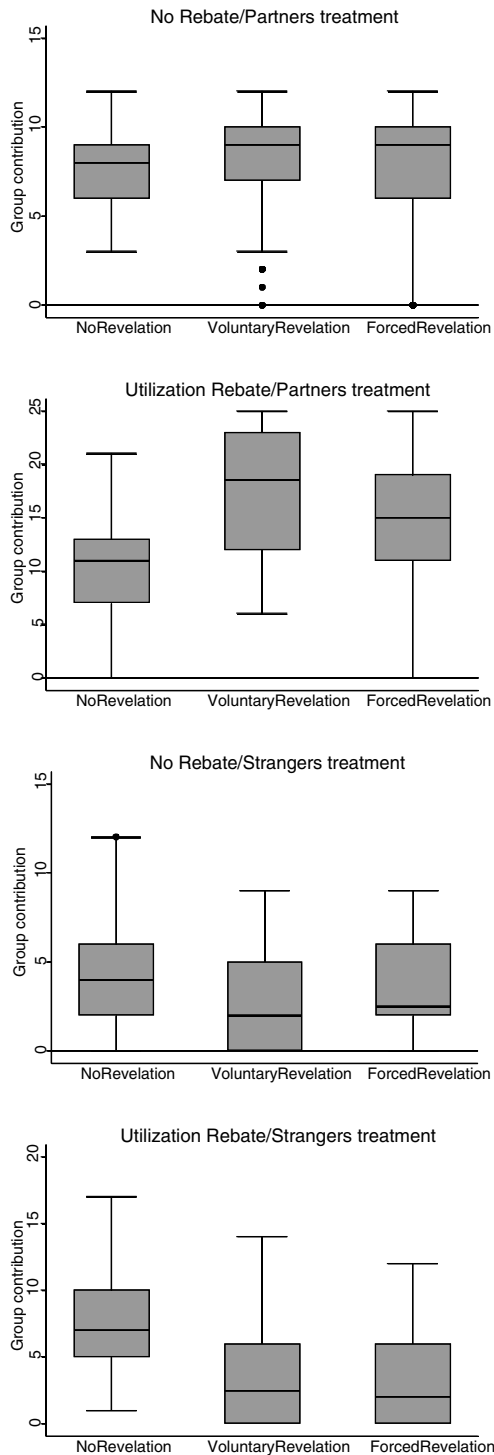 No Rebate/Partners treatment
15
10
5
0
Group contribution
NoRevelation VoluntaryRevelation ForcedRevelation
Utilization Rebate/Partners treatment
25
20
15
10
5
0
Group contribution
NoRevelation VoluntaryRevelation ForcedRevelation
No Rebate/Strangers treatment
15
10
5
0
Group contribution
NoRevelation VoluntaryRevelation ForcedRevelation
Utilization Rebate/Strangers treatment
20
15
10
5
0
Group contribution
NoRevelation VoluntaryRevelation ForcedRevelation